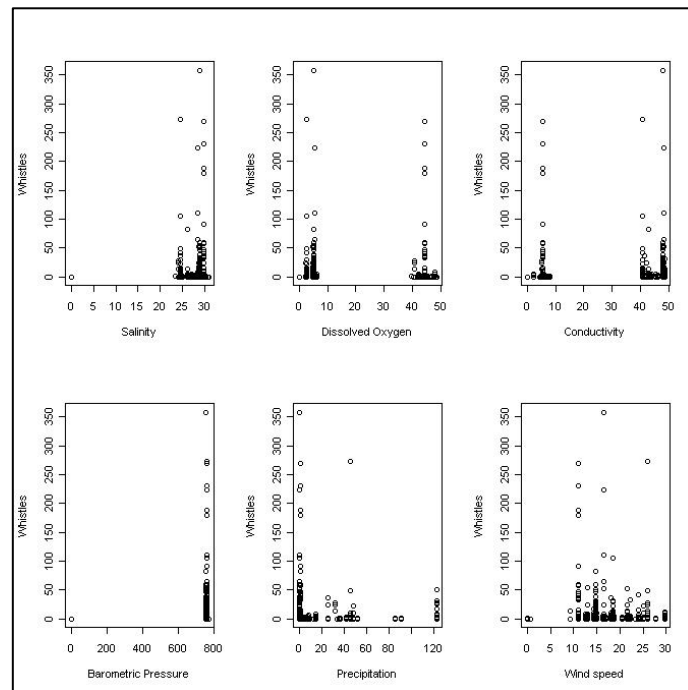 350
300
250
200
150
100
50
0
Whistles
0 5 10 15 20 25 30
Salinity
350
300
250
200
150
100
50
0
Whistles
0 10 20 30 40 50
Dissolved Oxygen
350
300
250
200
150
100
50
0
Whistles
0 10 20 30 40 50
Conductivity
350
300
250
200
150
100
50
0
Whistles
0 200 400 600 800
Barometric Pressure
350
300
250
200
150
100
50
0
Whistles
0 20 40 60 80 120
Precipitation
350
300
250
200
150
100
50
0
Whistles
0 5 10 15 20 25 30
Wind speed